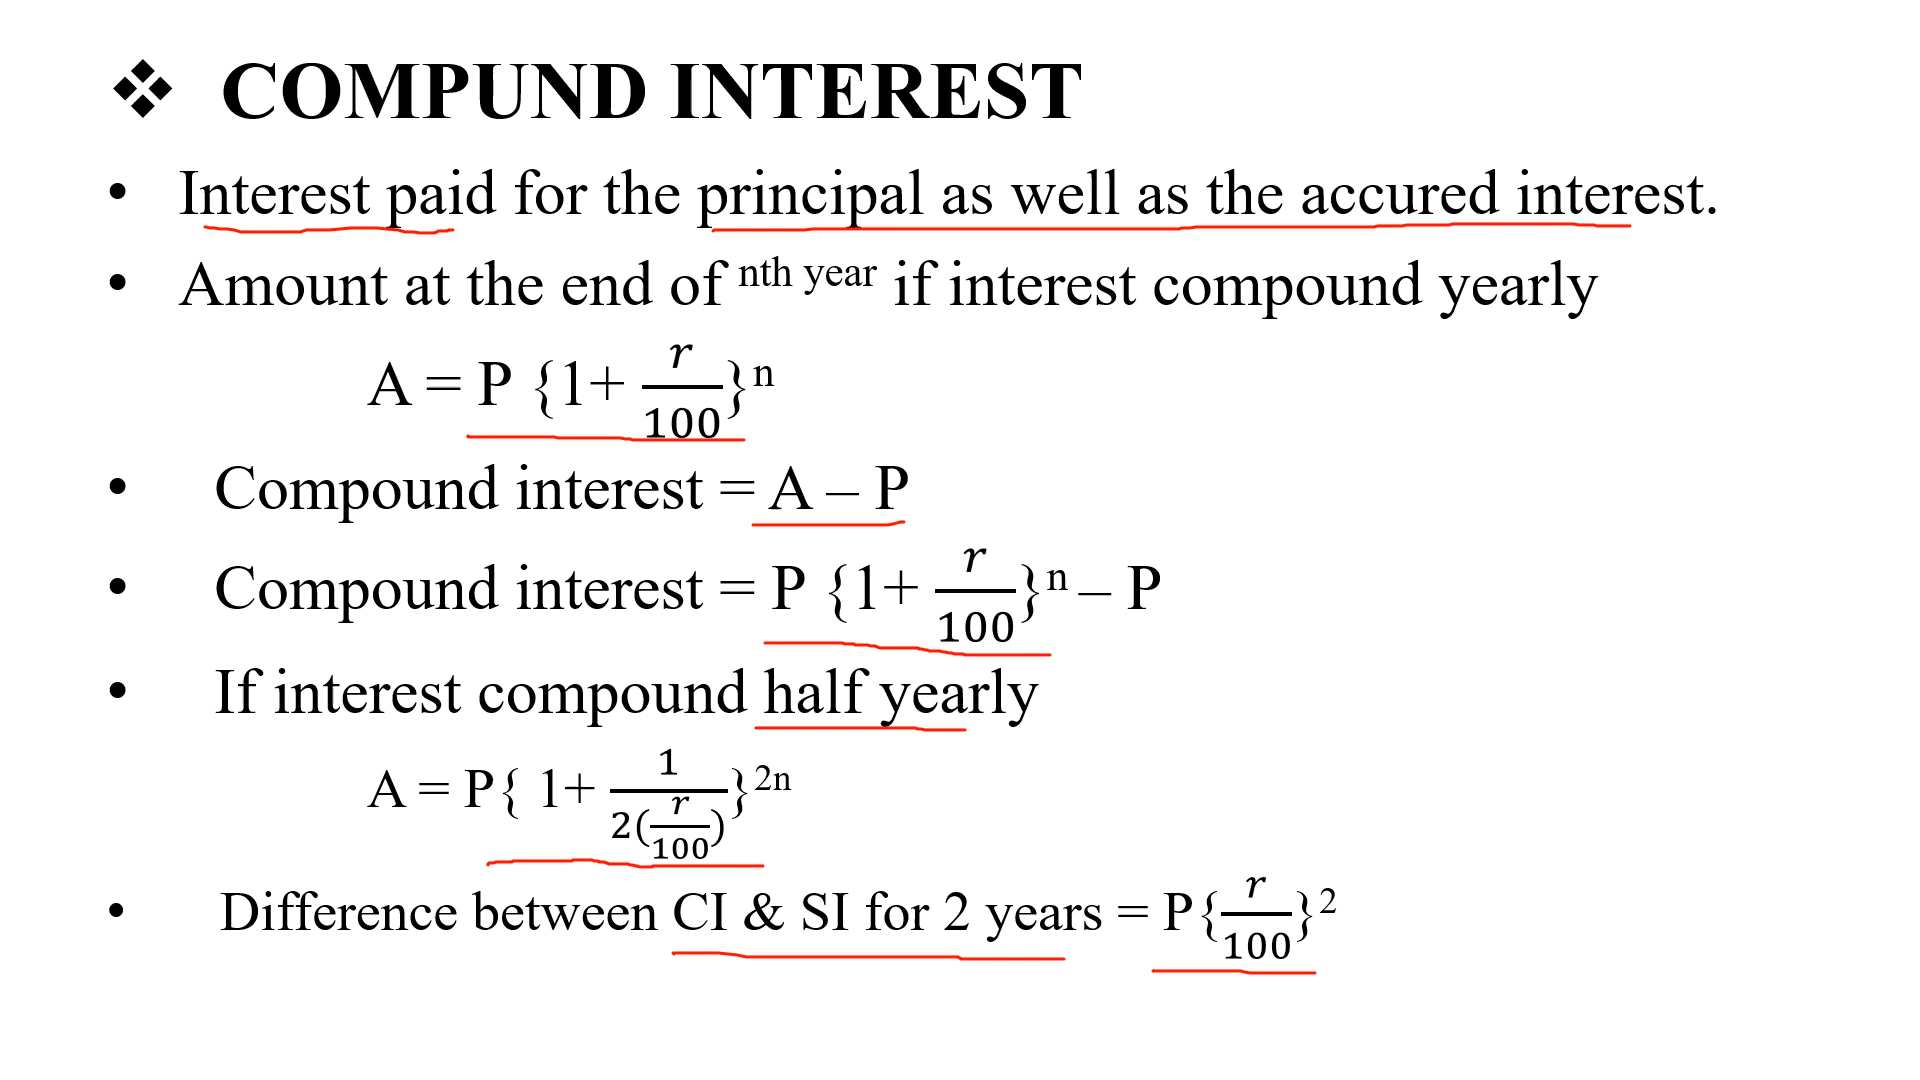 ❖ COMPUND INTEREST
• Interest paid for the principal as well as the accured interest.
• Amount at the end of ^nth year if interest compound yearly
A = P {1+ r/100}^n
• Compound interest = A – P
• Compound interest = P {1+ r/100}^n – P
• If interest compound half yearly
A = P{ 1+ 1/2(r/100)}^2n
• Difference between CI & SI for 2 years = P{r/100}^2